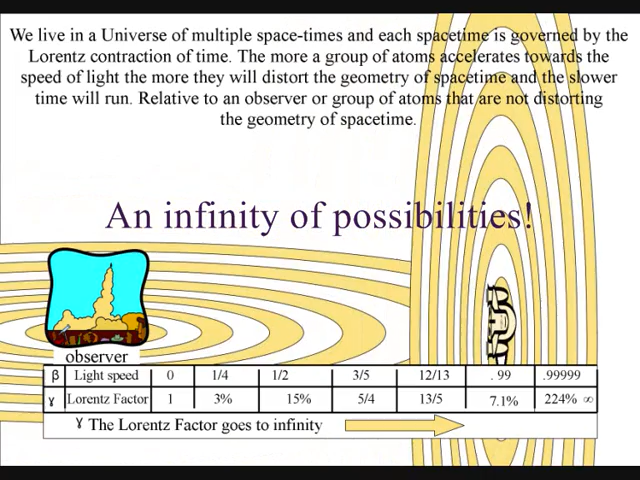 We live in a Universe of multiple space-times and each spacetime is governed by the
Lorentz contraction of time. The more a group of atoms accelerates towards the
speed of light the more they will distort the geometry of spacetime and the slower
time will run. Relative to an observer or group of atoms that are not distorting
the geometry of spacetime.
An infinity of possibilities!
observer
β Light speed 0 1/4 1/2 3/5 12/13 . 99 .99999
ɣ Lorentz Factor 1 3% 15% 5/4 13/5 7.1% 224% ∞
ɣ The Lorentz Factor goes to infinity